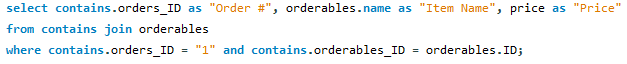 select contains.orders_ID as "Order #", orderables.name as "Item Name", price as "Price"
from contains join orderables
where contains.orders_ID = "1" and contains.orderables_ID = orderables.ID;